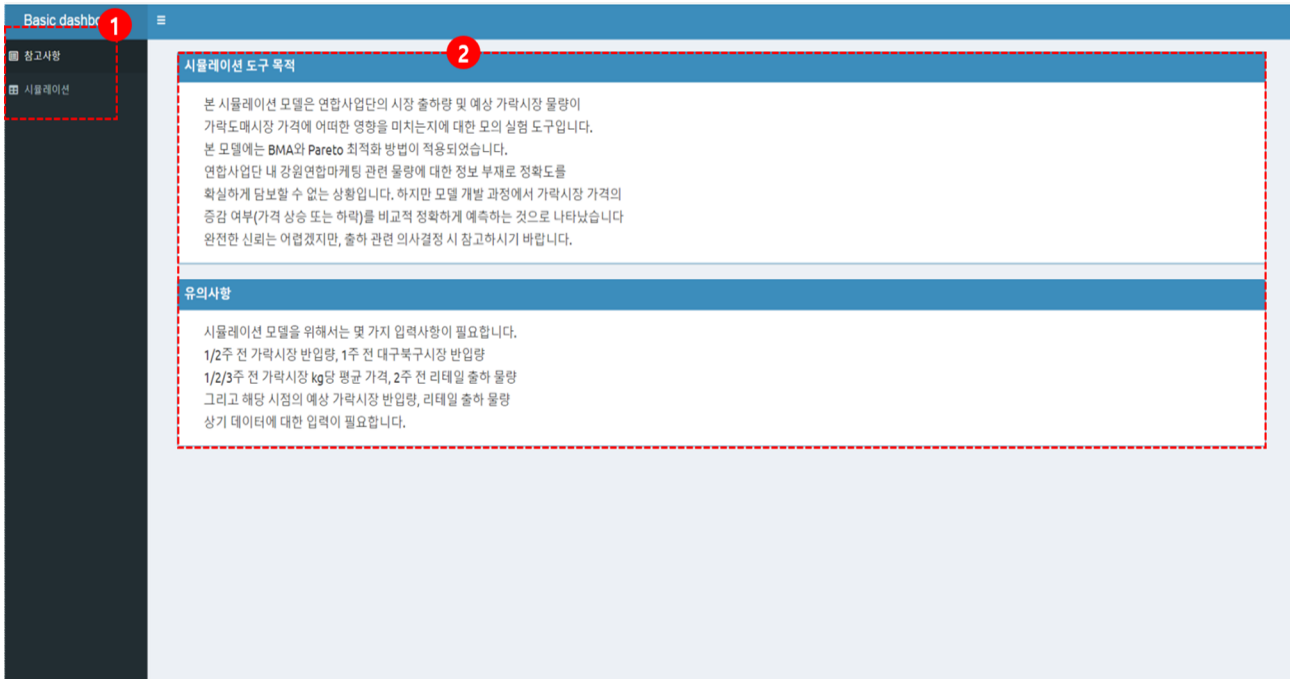 Basic dashbo
1
참고사항
시뮬레이션
2
시뮬레이션 도구 목적
본 시뮬레이션 모델은 연합사업단의 시장 출하량 및 예상 가락시장 물량이
가락도매시장 가격에 어떠한 영향을 미치는지에 대한 모의 실험 도구입니다.
본 모델에는 BMA와 Pareto 최적화 방법이 적용되었습니다.
연합사업단 내 강원연합마케팅 관련 물량에 대한 정보 부재로 정확도를
확실하게 담보할 수 없는 상황입니다. 하지만 모델 개발 과정에서 가락시장 가격의
증감 여부(가격 상승 또는 하락)를 비교적 정확하게 예측하는 것으로 나타났습니다
완전한 신뢰는 어렵겠지만, 출하 관련 의사결정 시 참고하시기 바랍니다.
유의사항
시뮬레이션 모델을 위해서는 몇 가지 입력사항이 필요합니다.
1/2주 전 가락시장 반입량, 1주 전 대구북구시장 반입량
1/2/3주 전 가락시장 kg당 평균 가격, 2주 전 리테일 출하 물량
그리고 해당 시점의 예상 가락시장 반입량, 리테일 출하 물량
상기 데이터에 대한 입력이 필요합니다.